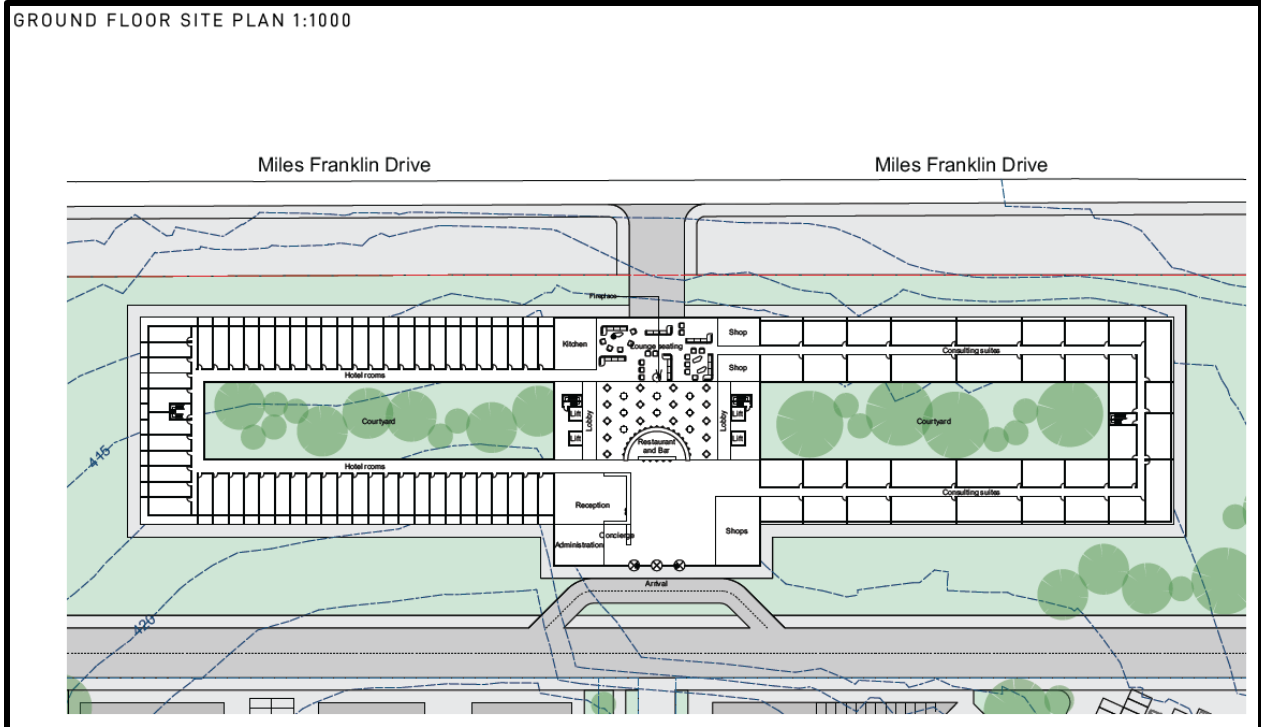 GROUND FLOOR SITE PLAN 1:1000
Miles Franklin Drive
Miles Franklin Drive
Fireplace
Shop
Kitchen
Lounge seating
Consulting suites
Shop
Hotel rooms
Lift
Lift
Lobby
Lobby
Courtyard
Courtyard
Lift
Lift
Restaurant
and Bar
415
Hotel rooms
Consulting suites
Reception
Shops
Concierge
Administration
Arrival
420